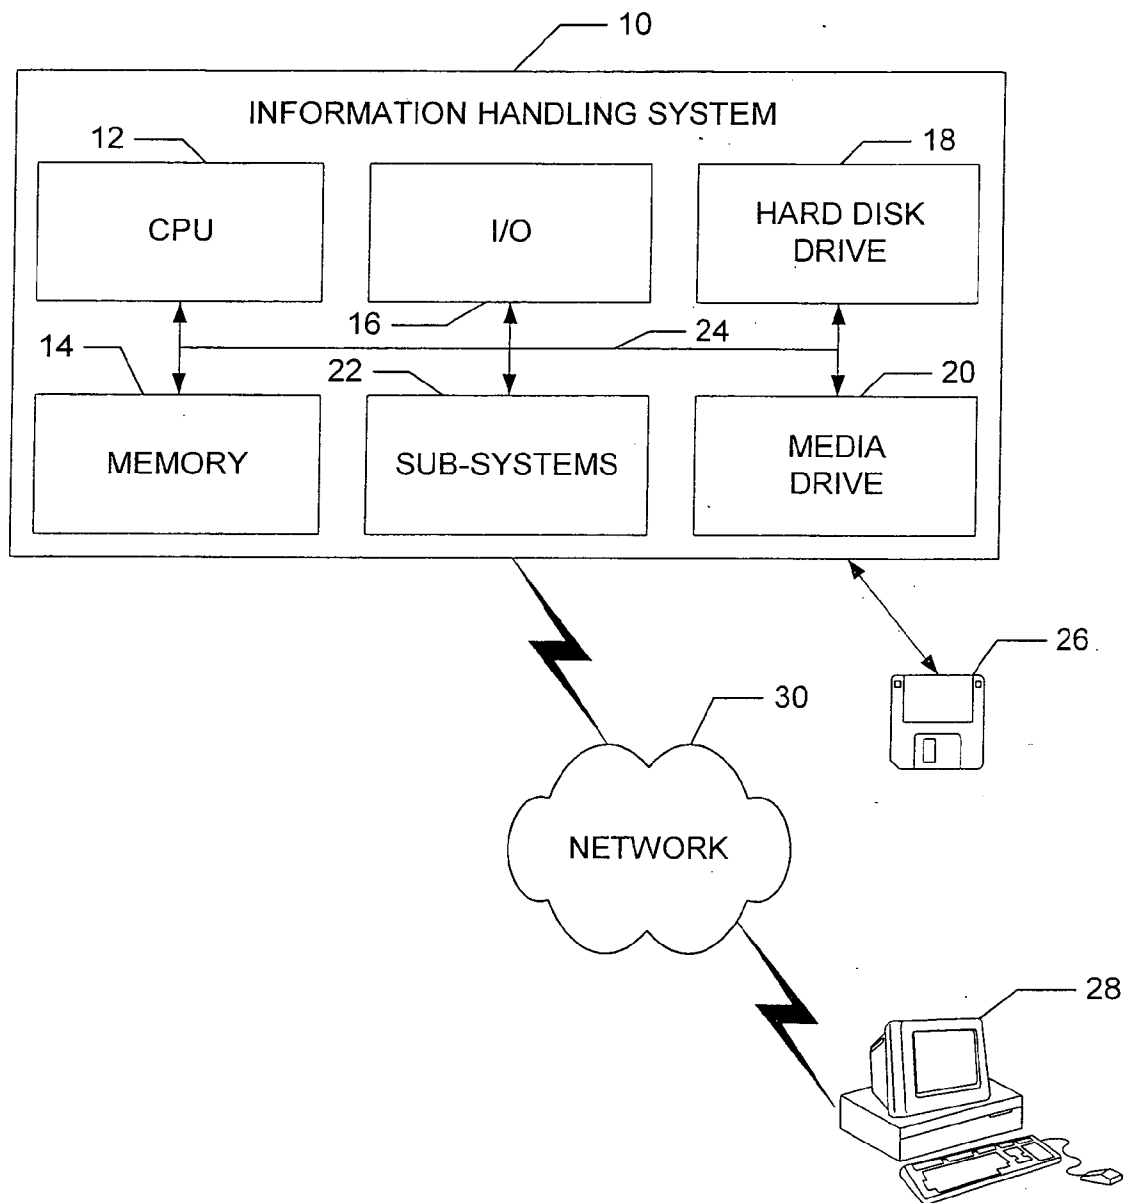 10
INFORMATION HANDLING SYSTEM
12
18
CPU
I/O
HARD DISK
DRIVE
16
24
14
22
20
MEMORY
SUB-SYSTEMS
MEDIA
DRIVE
26
30
NETWORK
28